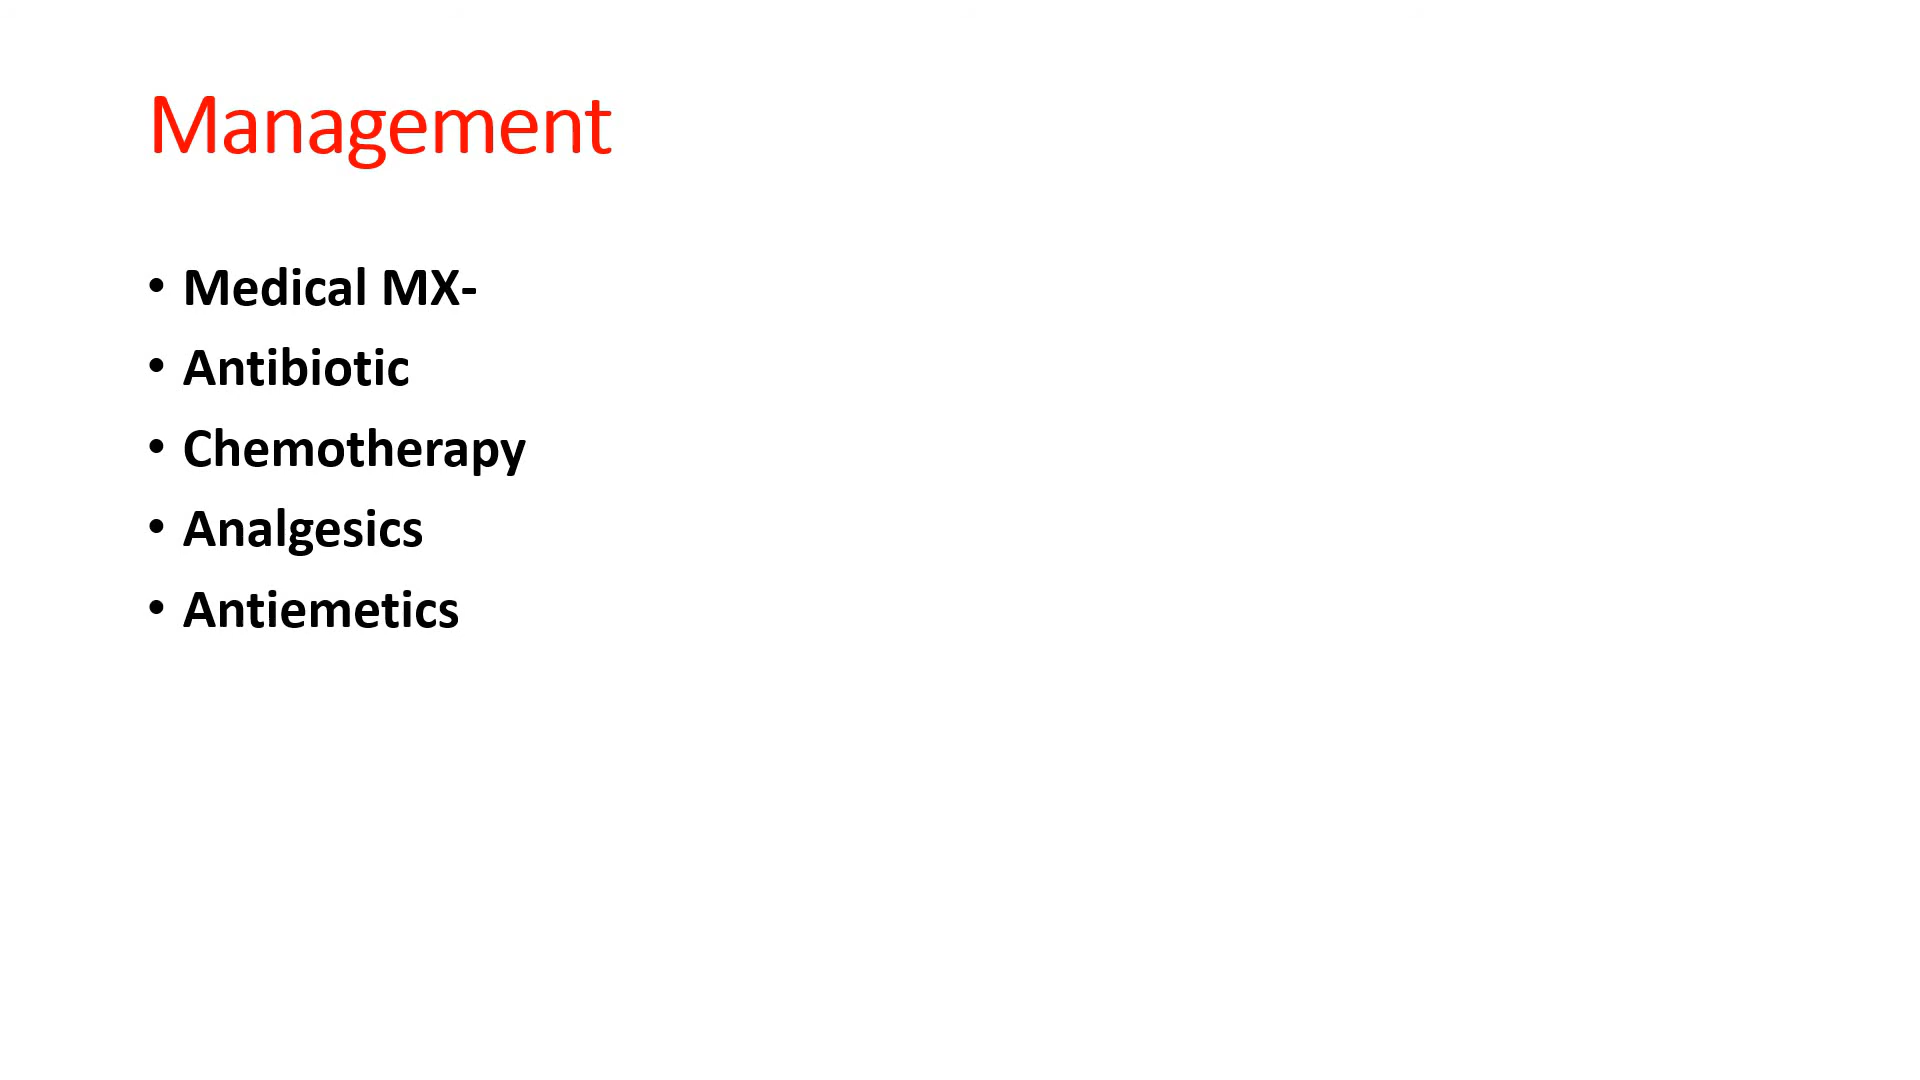 Management
• Medical MX-
• Antibiotic
• Chemotherapy
• Analgesics
• Antiemetics